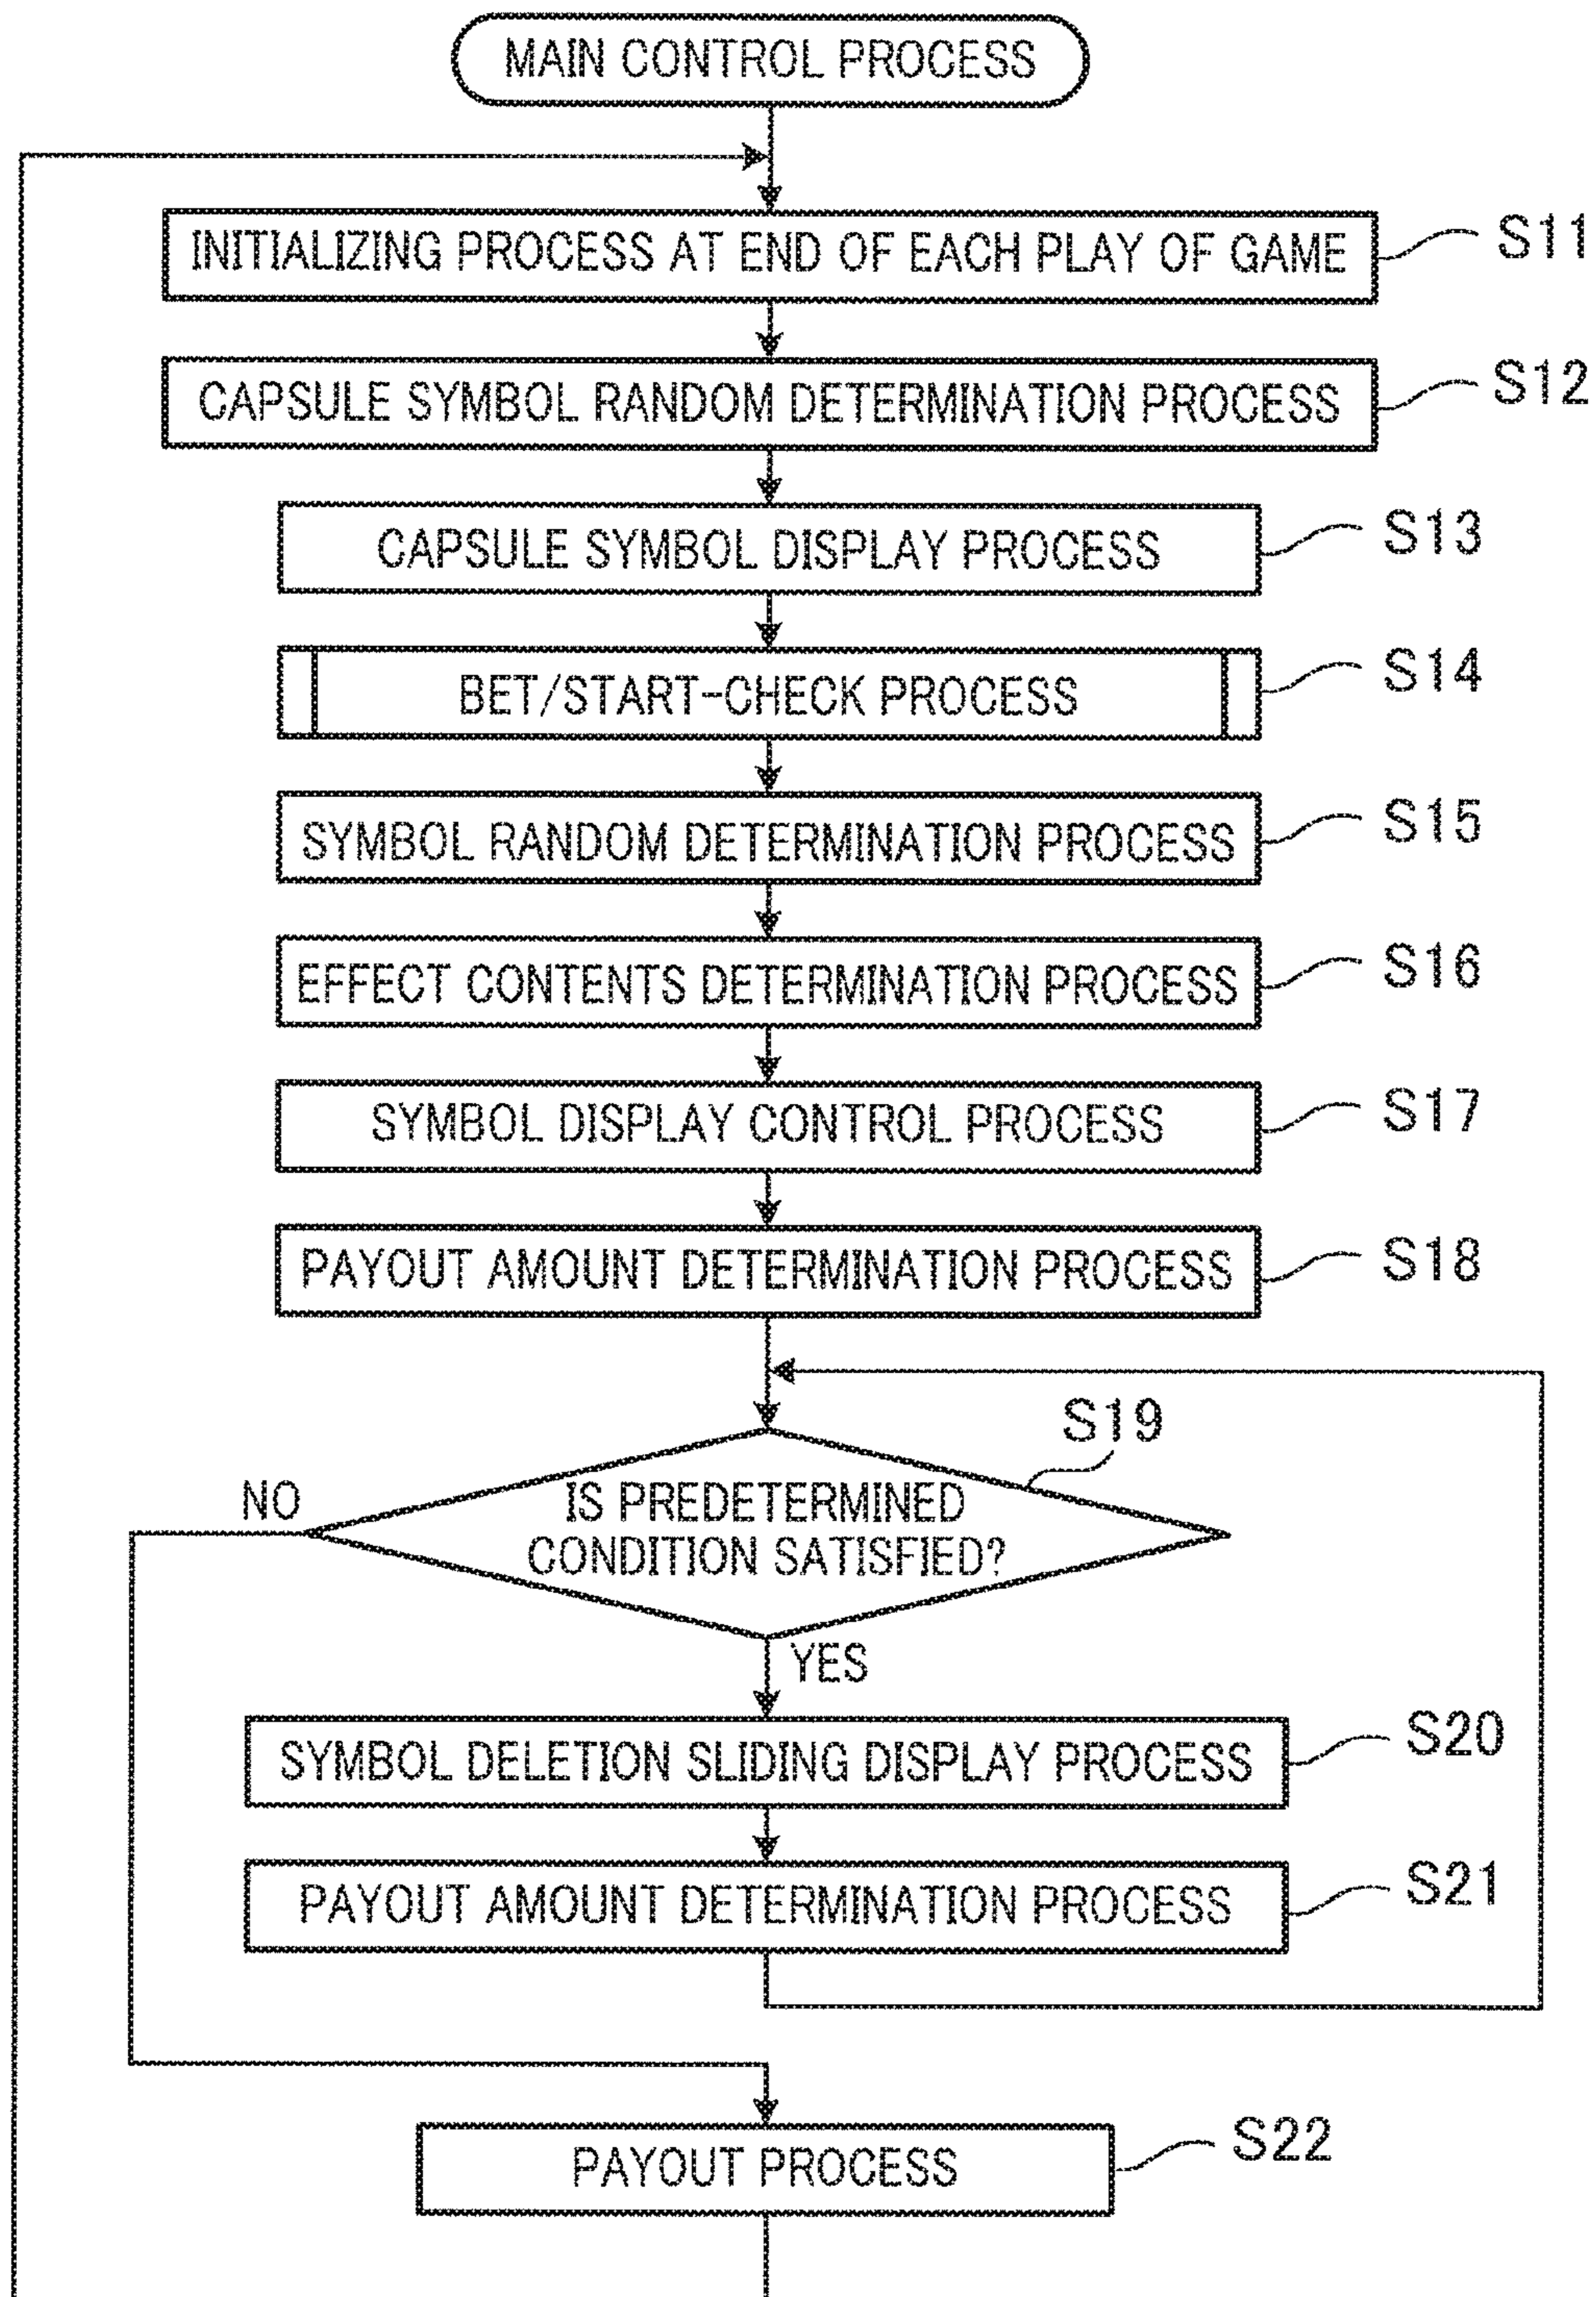 MAIN CONTROL PROCESS
INITIALIZING PROCESS AT END OF EACH PLAY OF GAME
S11
CAPSULE SYMBOL RANDOM DETERMINATION PROCESS
S12
CAPSULE SYMBOL DISPLAY PROCESS
S13
BET/START-CHECK PROCESS
S14
SYMBOL RANDOM DETERMINATION PROCESS
S15
EFFECT CONTENTS DETERMINATION PROCESS
S16
SYMBOL DISPLAY CONTROL PROCESS
S17
PAYOUT AMOUNT DETERMINATION PROCESS
S18
S19
NO
IS PREDETERMINED
CONDITION SATISFIED?
YES
SYMBOL DELETION SLIDING DISPLAY PROCESS
S20
PAYOUT AMOUNT DETERMINATION PROCESS
S21
PAYOUT PROCESS
S22